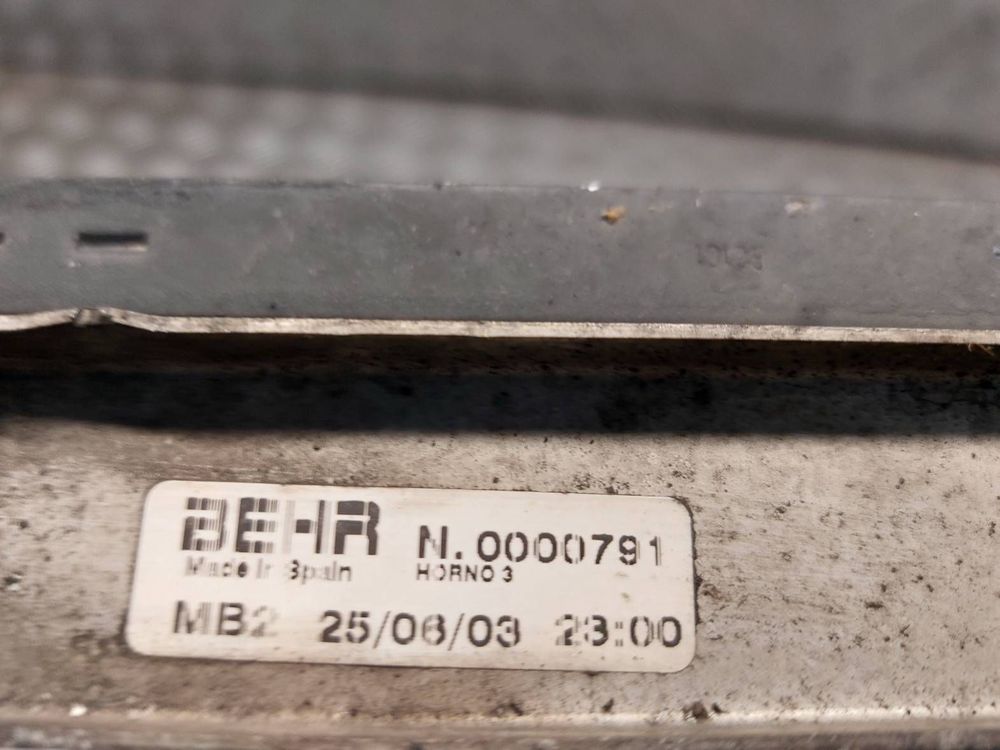 BEHR N.0000791
Made In Spain HORNO 3
MB2 25/06/03 23:00